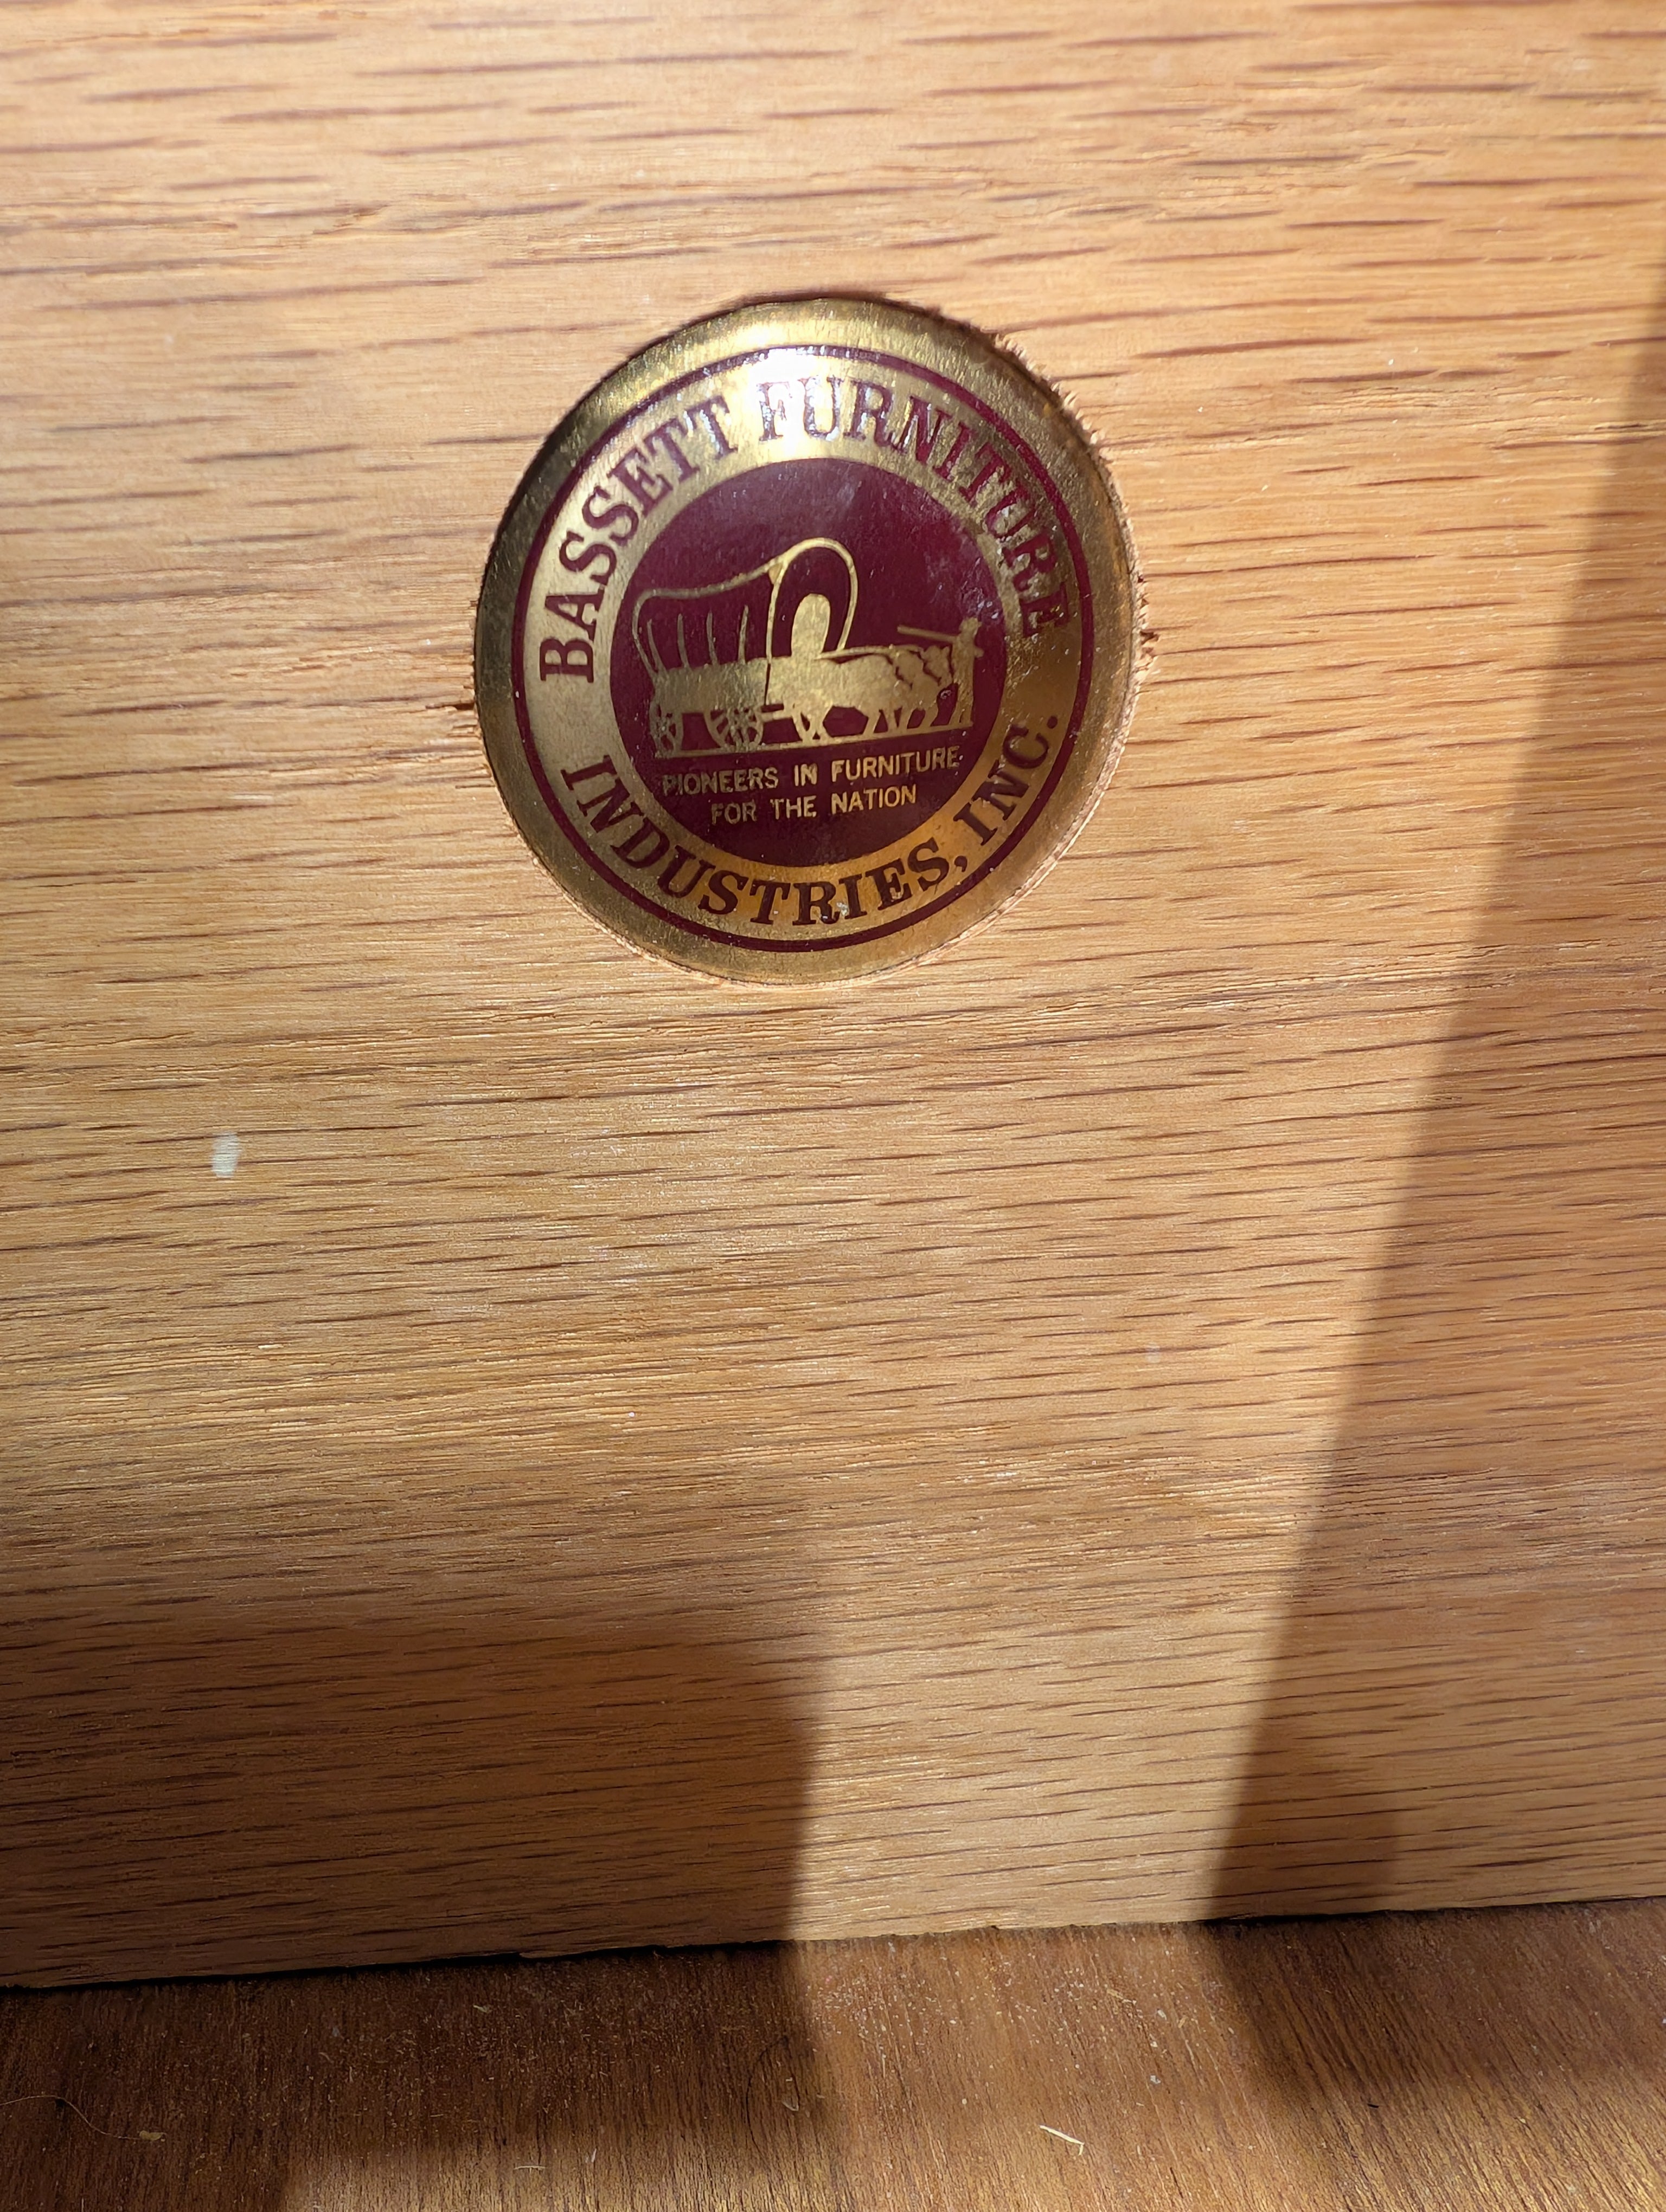 BASSETT FURNITURE
PIONEERS IN FURNITURE
FOR THE NATION
INDUSTRIES, INC.